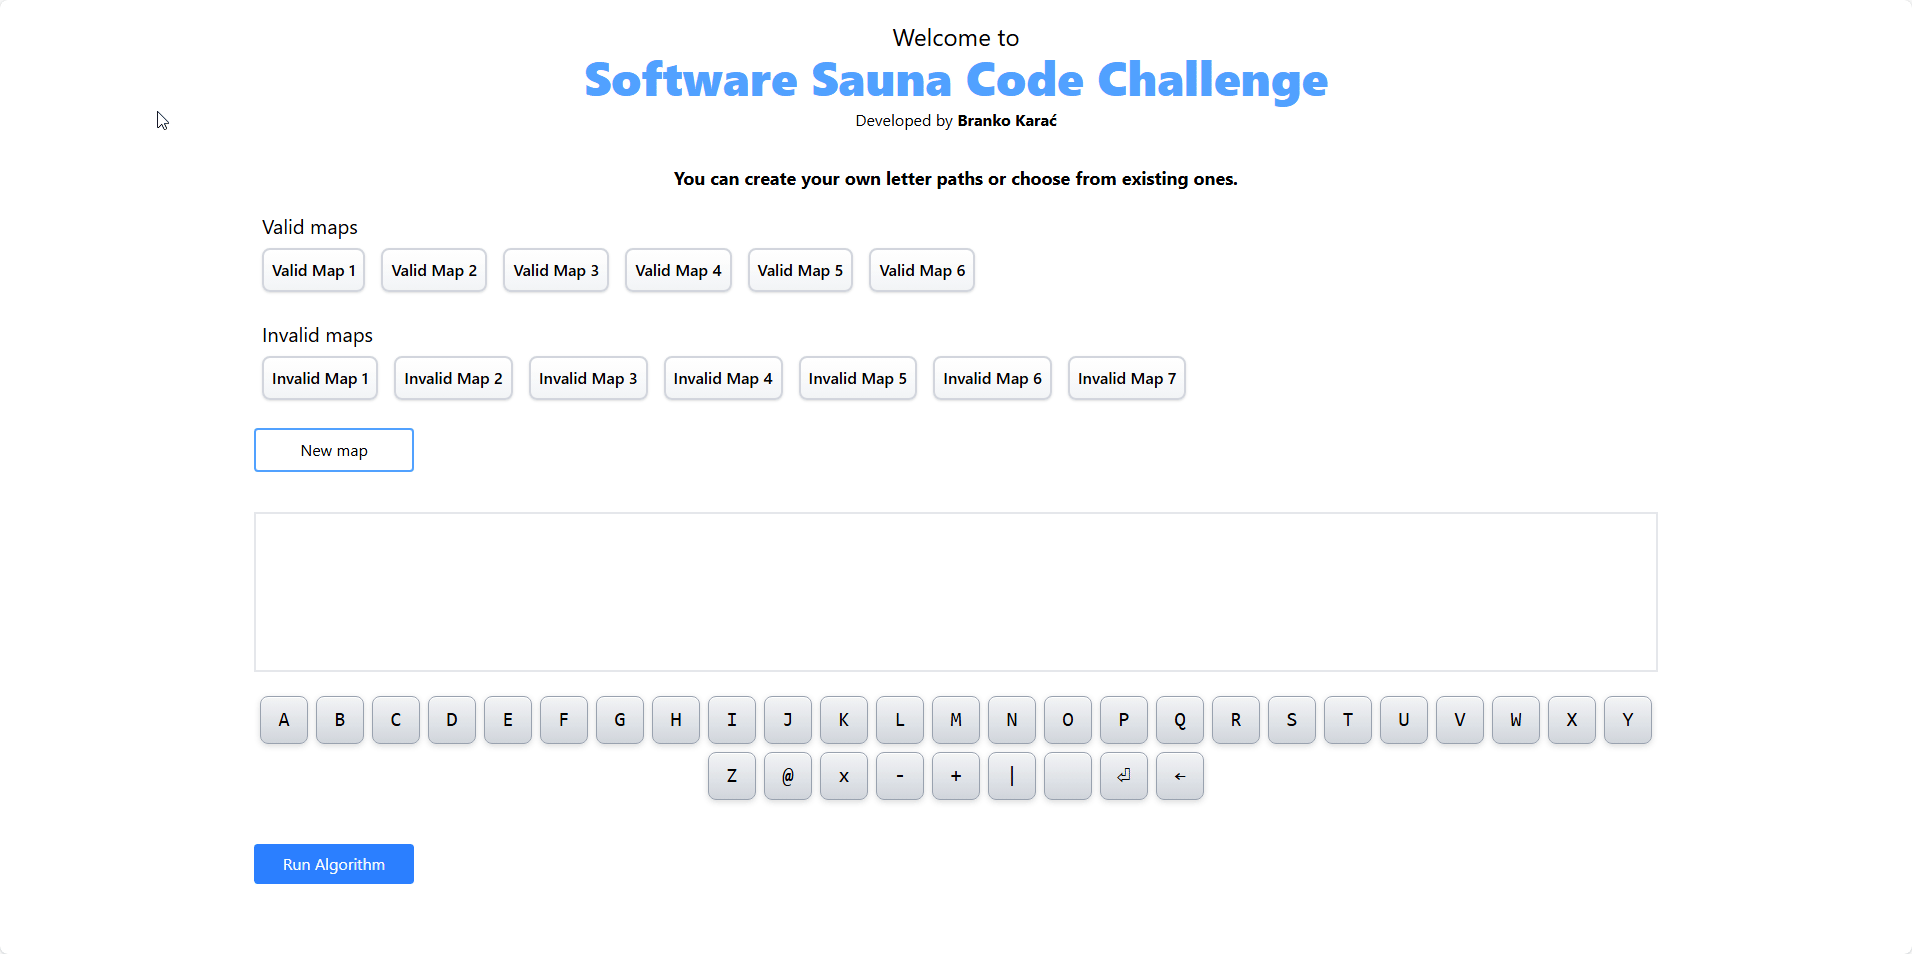 Welcome to
Software Sauna Code Challenge
Developed by Branko Karać
You can create your own letter paths or choose from existing ones.
Valid maps
Valid Map 1 Valid Map 2 Valid Map 3 Valid Map 4 Valid Map 5 Valid Map 6
Invalid maps
Invalid Map 1 Invalid Map 2 Invalid Map 3 Invalid Map 4 Invalid Map 5 Invalid Map 6 Invalid Map 7
New map
A B C D E F G H I J K L M N O P Q R S T U V W X Y
Z @ x - + | ⏎ ←
Run Algorithm